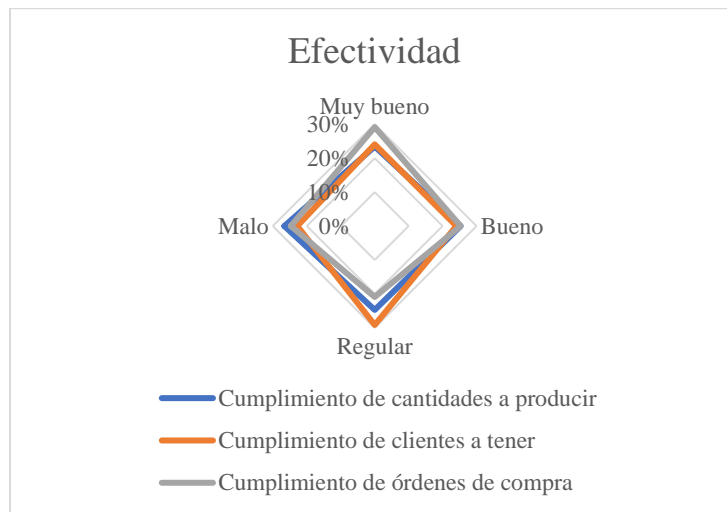 Efectividad
Muy bueno
30%
20%
10%
0%
Malo
Bueno
Regular
Cumplimiento de cantidades a producir
Cumplimiento de clientes a tener
Cumplimiento de órdenes de compra